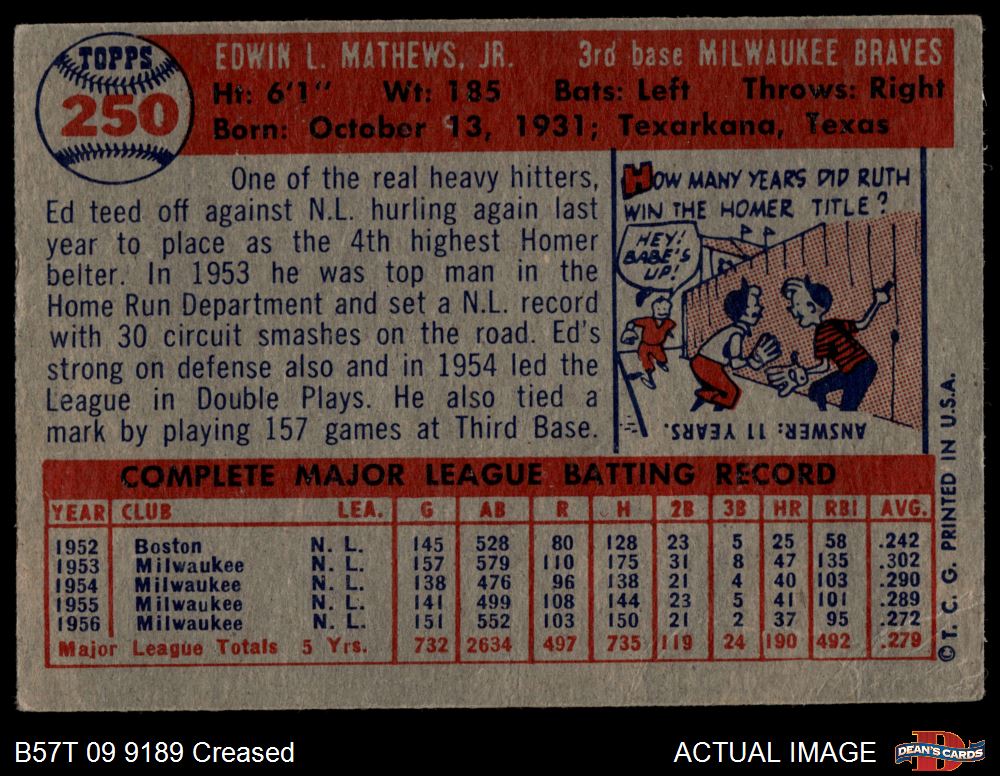 TOPPS
250
EDWIN L. MATHEWS, JR. 3rd base MILWAUKEE BRAVES
Ht: 6'1" Wt: 185 Bats: Left Throws: Right
Born: October 13, 1931; Texarkana, Texas
One of the real heavy hitters,
Ed teed off against N.L. hurling again last
year to place as the 4th highest Homer
belter. In 1953 he was top man in the
Home Run Department and set a N.L. record
with 30 circuit smashes on the road. Ed's
strong on defense also and in 1954 led the
League in Double Plays. He also tied a
mark by playing 157 games at Third Base.
HOW MANY YEARS DID RUTH
WIN THE HOMER TITLE?
HEY!
BABE'S
UP!
ANSWER: 11 YEARS.
COMPLETE MAJOR LEAGUE BATTING RECORD
YEAR CLUB LEA. G AB R H 2B 3B HR RBI AVG.
1952 Boston N. L. 145 528 80 128 23 5 25 58 .242
1953 Milwaukee N. L. 157 579 110 175 31 8 47 135 .302
1954 Milwaukee N. L. 138 476 96 138 21 4 40 103 .290
1955 Milwaukee N. L. 141 499 108 144 23 5 41 101 .289
1956 Milwaukee N. L. 151 552 103 150 21 2 37 95 .272
Major League Totals 5 Yrs. 732 2634 497 735 119 24 190 492 .279
© T. C. G. PRINTED IN U.S.A.
B57T 09 9189 Creased
ACTUAL IMAGE
DEAN'S CARDS